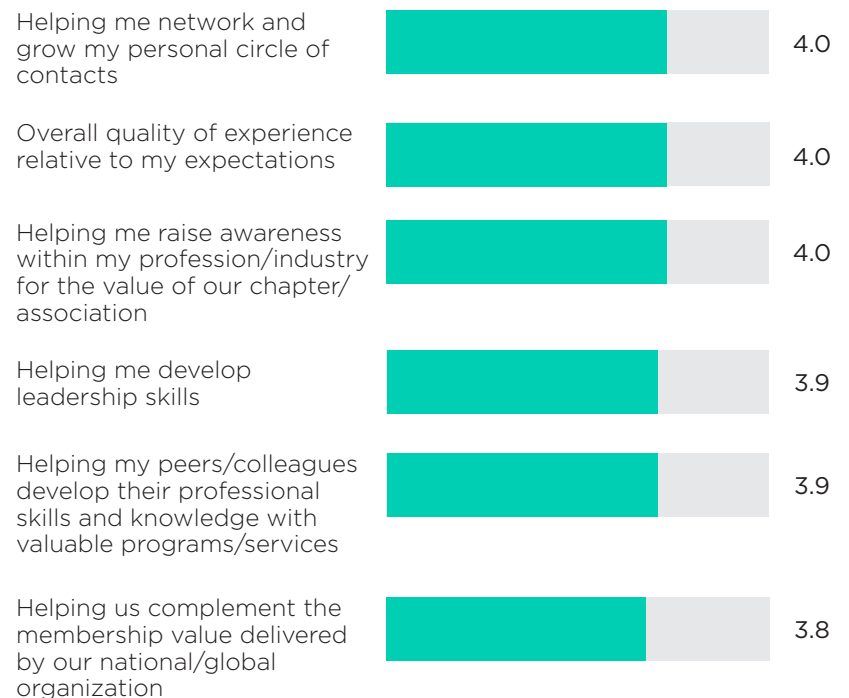 Helping me network and
grow my personal circle of
contacts
4.0
Overall quality of experience
relative to my expectations
4.0
Helping me raise awareness
within my profession/industry
for the value of our chapter/
association
4.0
Helping me develop
leadership skills
3.9
Helping my peers/colleagues
develop their professional
skills and knowledge with
valuable programs/services
3.9
Helping us complement the
membership value delivered
by our national/global
organization
3.8